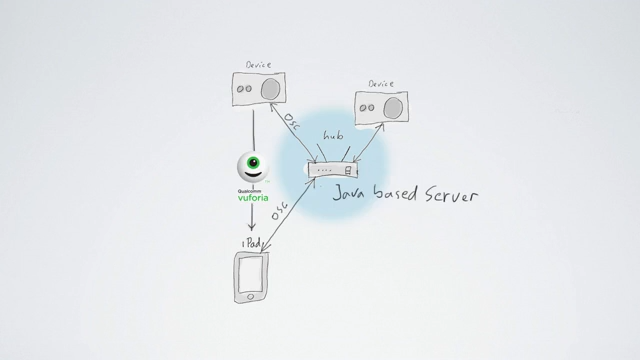 Device
Device
OSC
hub
Qualcomm
vuforia
Java based Server
OSC
iPad